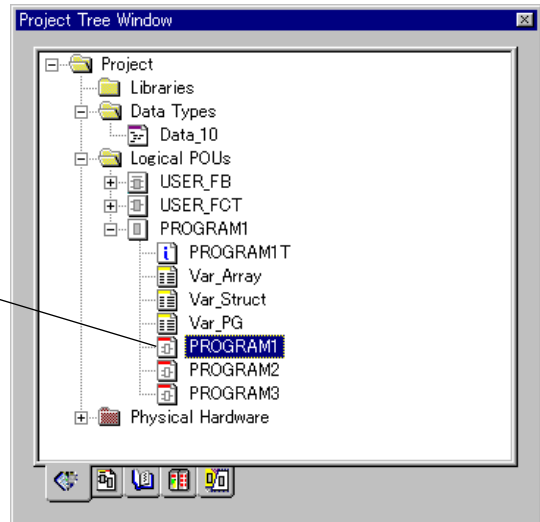 Project Tree Window
Project
Libraries
Data Types
Data_10
Logical POUs
USER_FB
USER_FCT
PROGRAM1
PROGRAM1T
Var_Array
Var_Struct
Var_PG
PROGRAM1
PROGRAM2
PROGRAM3
Physical Hardware